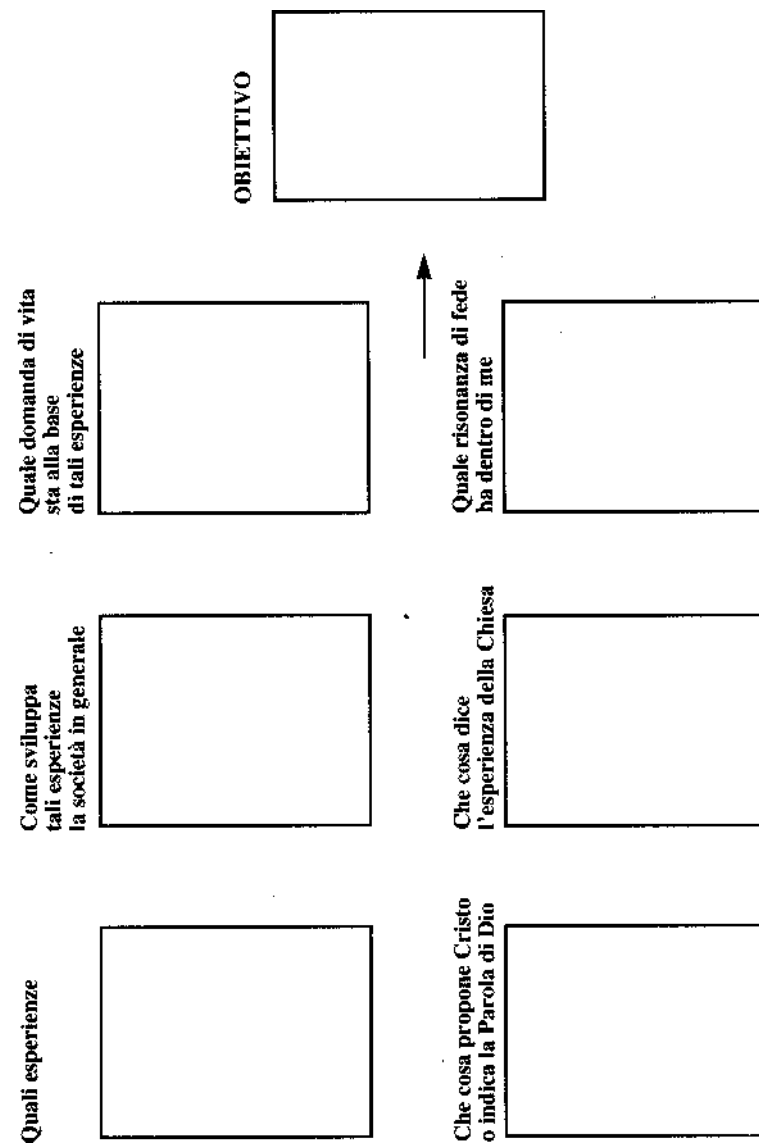 Quali esperienze
Come sviluppa
tali esperienze
la società in generale
Quale domanda di vita
sta alla base
di tali esperienze
OBIETTIVO
Che cosa propone Cristo
o indica la Parola di Dio
Che cosa dice
l'esperienza della Chiesa
Quale risonanza di fede
ha dentro di me